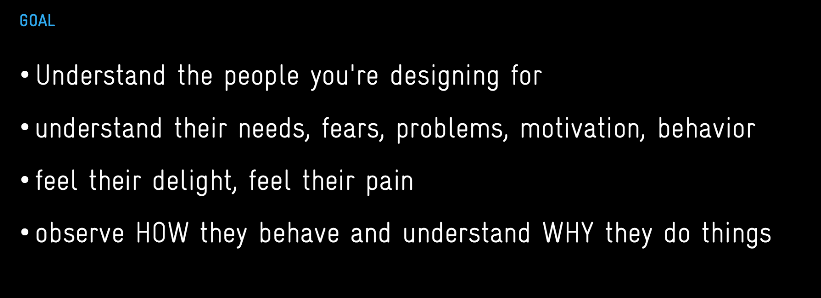 GOAL
• Understand the people you're designing for
• understand their needs, fears, problems, motivation, behavior
• feel their delight, feel their pain
• observe HOW they behave and understand WHY they do things